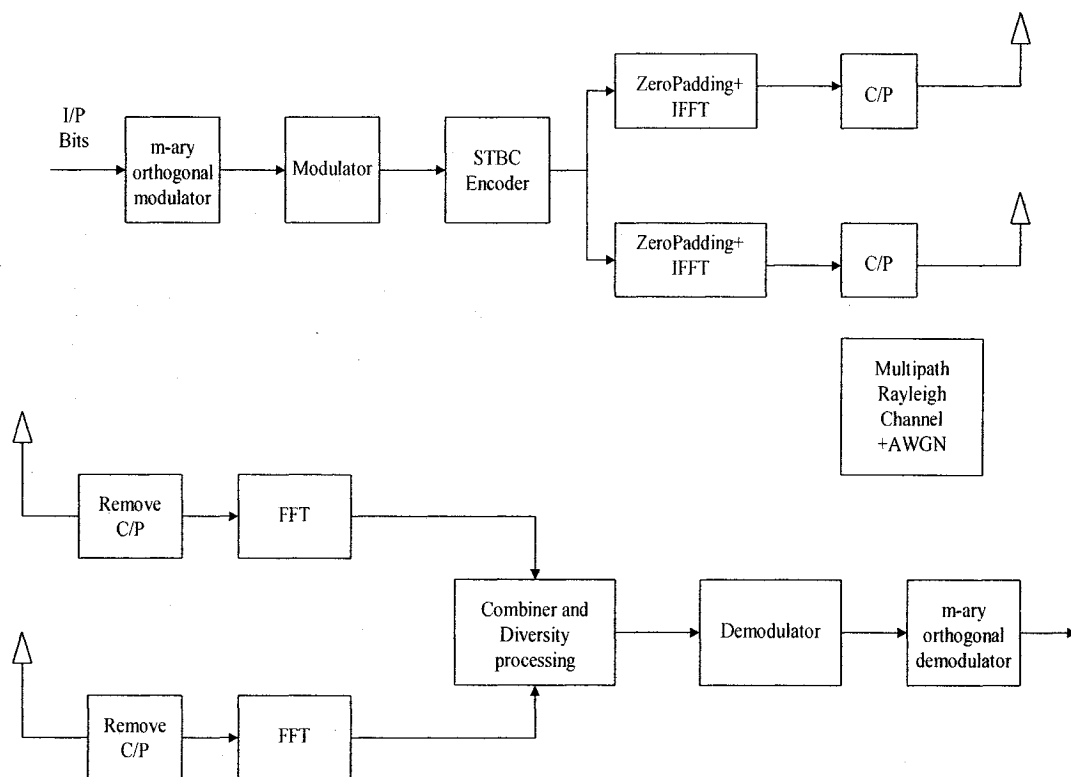 I/P
Bits
m-ary
orthogonal
modulator
Modulator
STBC
Encoder
ZeroPadding+
IFFT
C/P
ZeroPadding+
IFFT
C/P
Multipath
Rayleigh
Channel
+AWGN
Remove
C/P
FFT
Combiner and
Diversity
processing
Demodulator
m-ary
orthogonal
demodulator
Remove
C/P
FFT